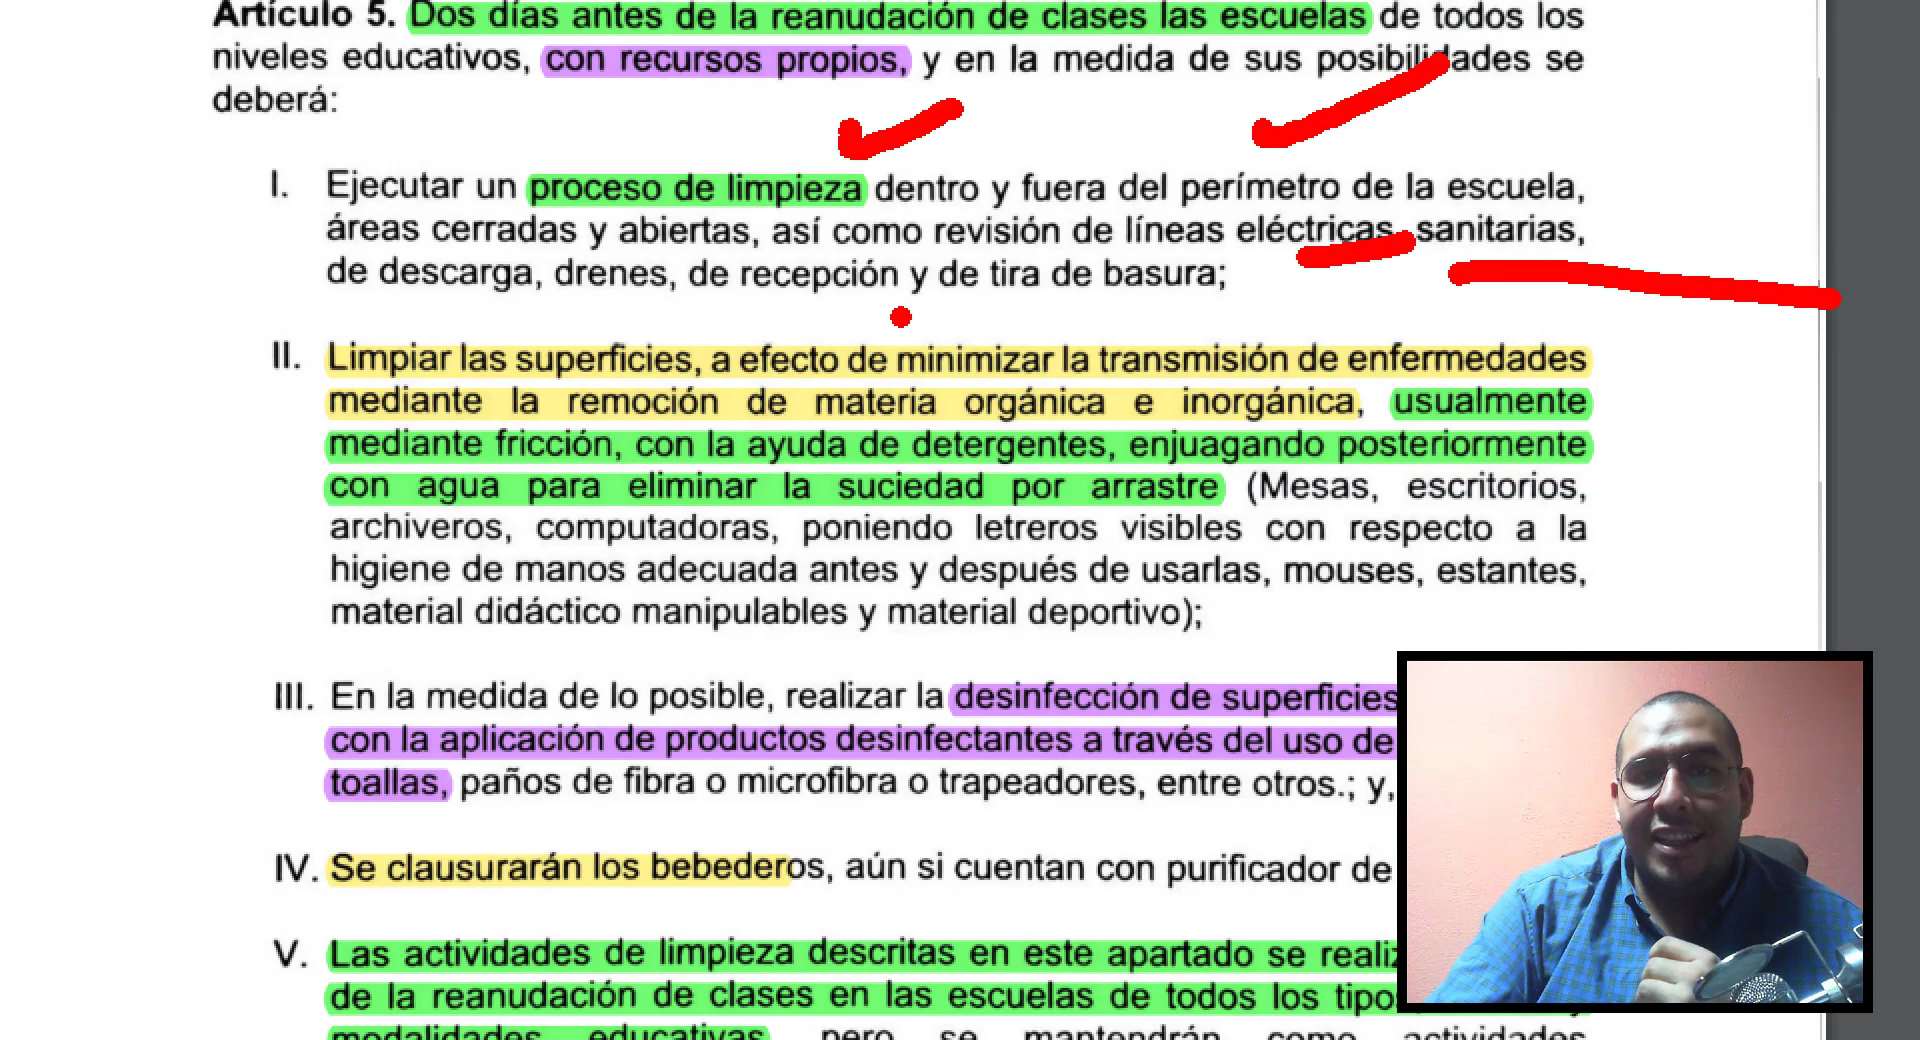 Artículo 5. Dos días antes de la reanudación de clases las escuelas de todos los
niveles educativos, con recursos propios, y en la medida de sus posibilidades se
deberá:
I. Ejecutar un proceso de limpieza dentro y fuera del perímetro de la escuela,
áreas cerradas y abiertas, así como revisión de líneas eléctricas, sanitarias,
de descarga, drenes, de recepción y de tira de basura;
II. Limpiar las superficies, a efecto de minimizar la transmisión de enfermedades
mediante la remoción de materia orgánica e inorgánica, usualmente
mediante fricción, con la ayuda de detergentes, enjuagando posteriormente
con agua para eliminar la suciedad por arrastre (Mesas, escritorios,
archiveros, computadoras, poniendo letreros visibles con respecto a la
higiene de manos adecuada antes y después de usarlas, mouses, estantes,
material didáctico manipulables y material deportivo);
III. En la medida de lo posible, realizar la desinfección de superficies
con la aplicación de productos desinfectantes a través del uso de
toallas, paños de fibra o microfibra o trapeadores, entre otros.; y,
IV. Se clausurarán los bebederos, aún si cuentan con purificador de
V. Las actividades de limpieza descritas en este apartado se realiz
de la reanudación de clases en las escuelas de todos los tipos
modalidades educativas, pero se mantendrán como actividades